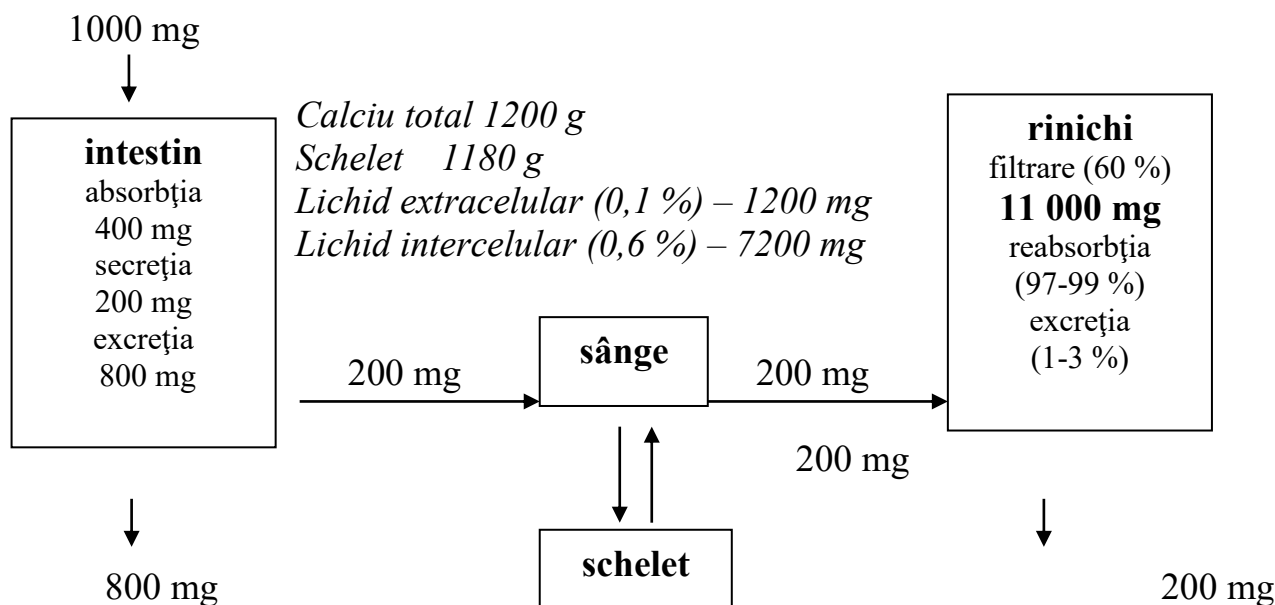 1000 mg
intestin
absorbţia
400 mg
secreţia
200 mg
excreţia
800 mg
Calciu total 1200 g
Schelet 1180 g
Lichid extracelular (0,1 %) – 1200 mg
Lichid intercelular (0,6 %) – 7200 mg
rinichi
filtrare (60 %)
11 000 mg
reabsorbţia
(97-99 %)
excreţia
(1-3 %)
200 mg
sânge
200 mg
200 mg
schelet
800 mg
200 mg